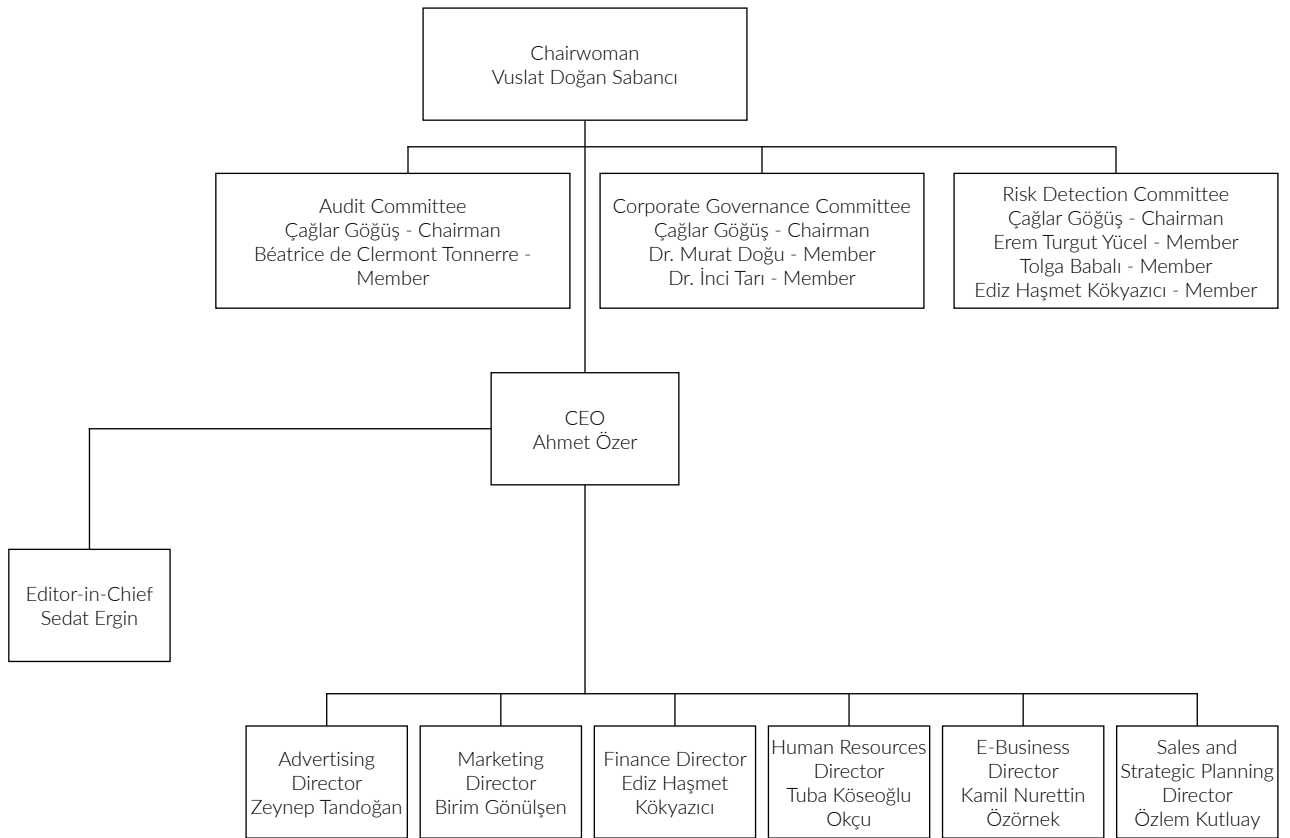 Chairwoman
Vuslat Doğan Sabancı
Audit Committee
Çağlar Göğüş - Chairman
Béatrice de Clermont Tonnerre -
Member
Corporate Governance Committee
Çağlar Göğüş - Chairman
Dr. Murat Doğu - Member
Dr. İnci Tarı - Member
Risk Detection Committee
Çağlar Göğüş - Chairman
Erem Turgut Yücel - Member
Tolga Babalı - Member
Ediz Haşmet Kökyazıcı - Member
CEO
Ahmet Özer
Editor-in-Chief
Sedat Ergin
Advertising
Director
Zeynep Tandoğan
Marketing
Director
Birim Gönülşen
Finance Director
Ediz Haşmet
Kökyazıcı
Human Resources
Director
Tuba Köseoğlu
Okçu
E-Business
Director
Kamil Nurettin
Özörnek
Sales and
Strategic Planning
Director
Özlem Kutluay